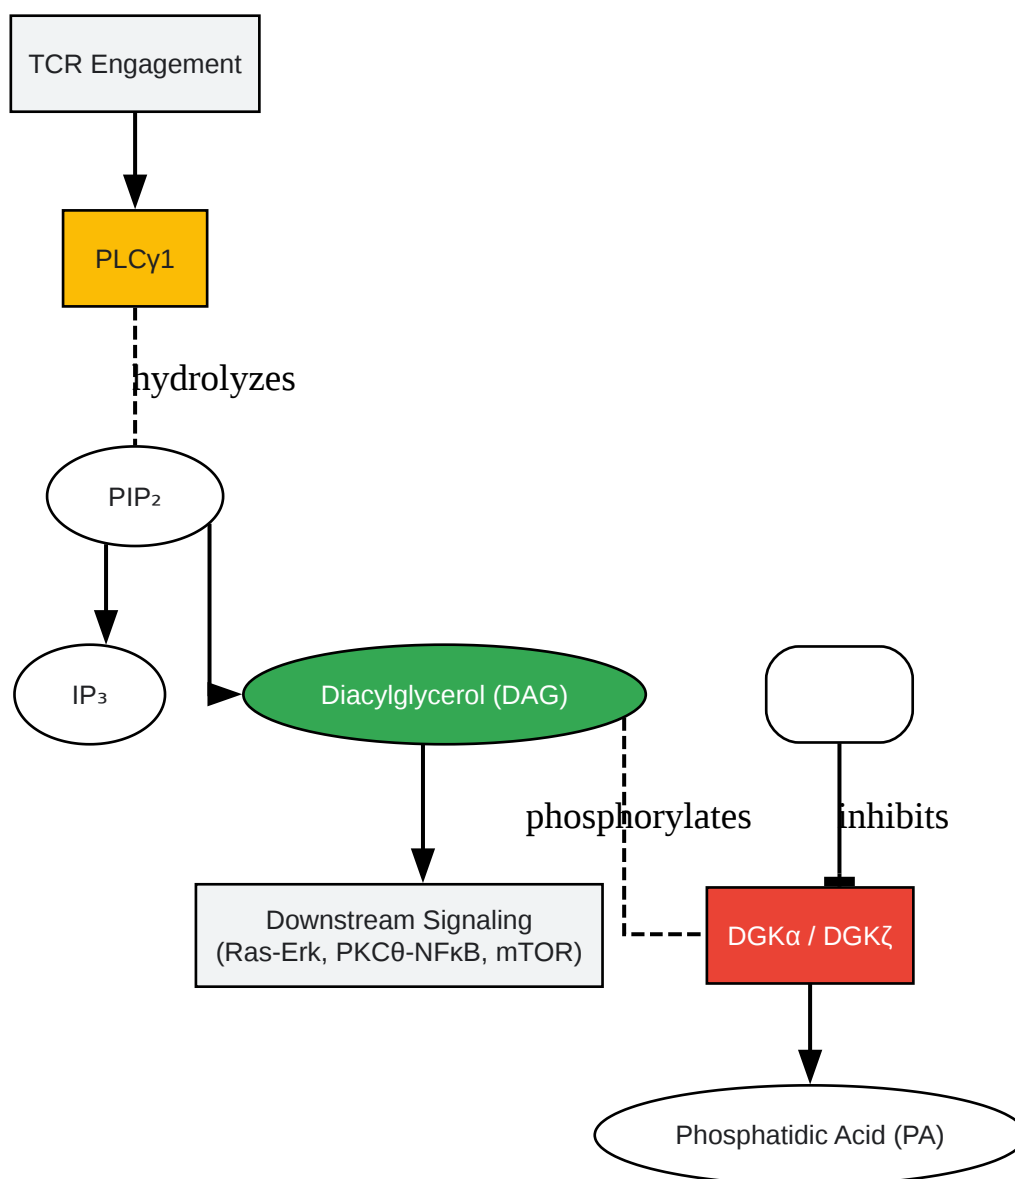 TCR Engagement
PLCγ1
hydrolyzes
PIP₂
IP₃
Diacylglycerol (DAG)
phosphorylates
inhibits
Downstream Signaling
(Ras-Erk, PKCθ-NFκB, mTOR)
DGKα / DGKζ
Phosphatidic Acid (PA)